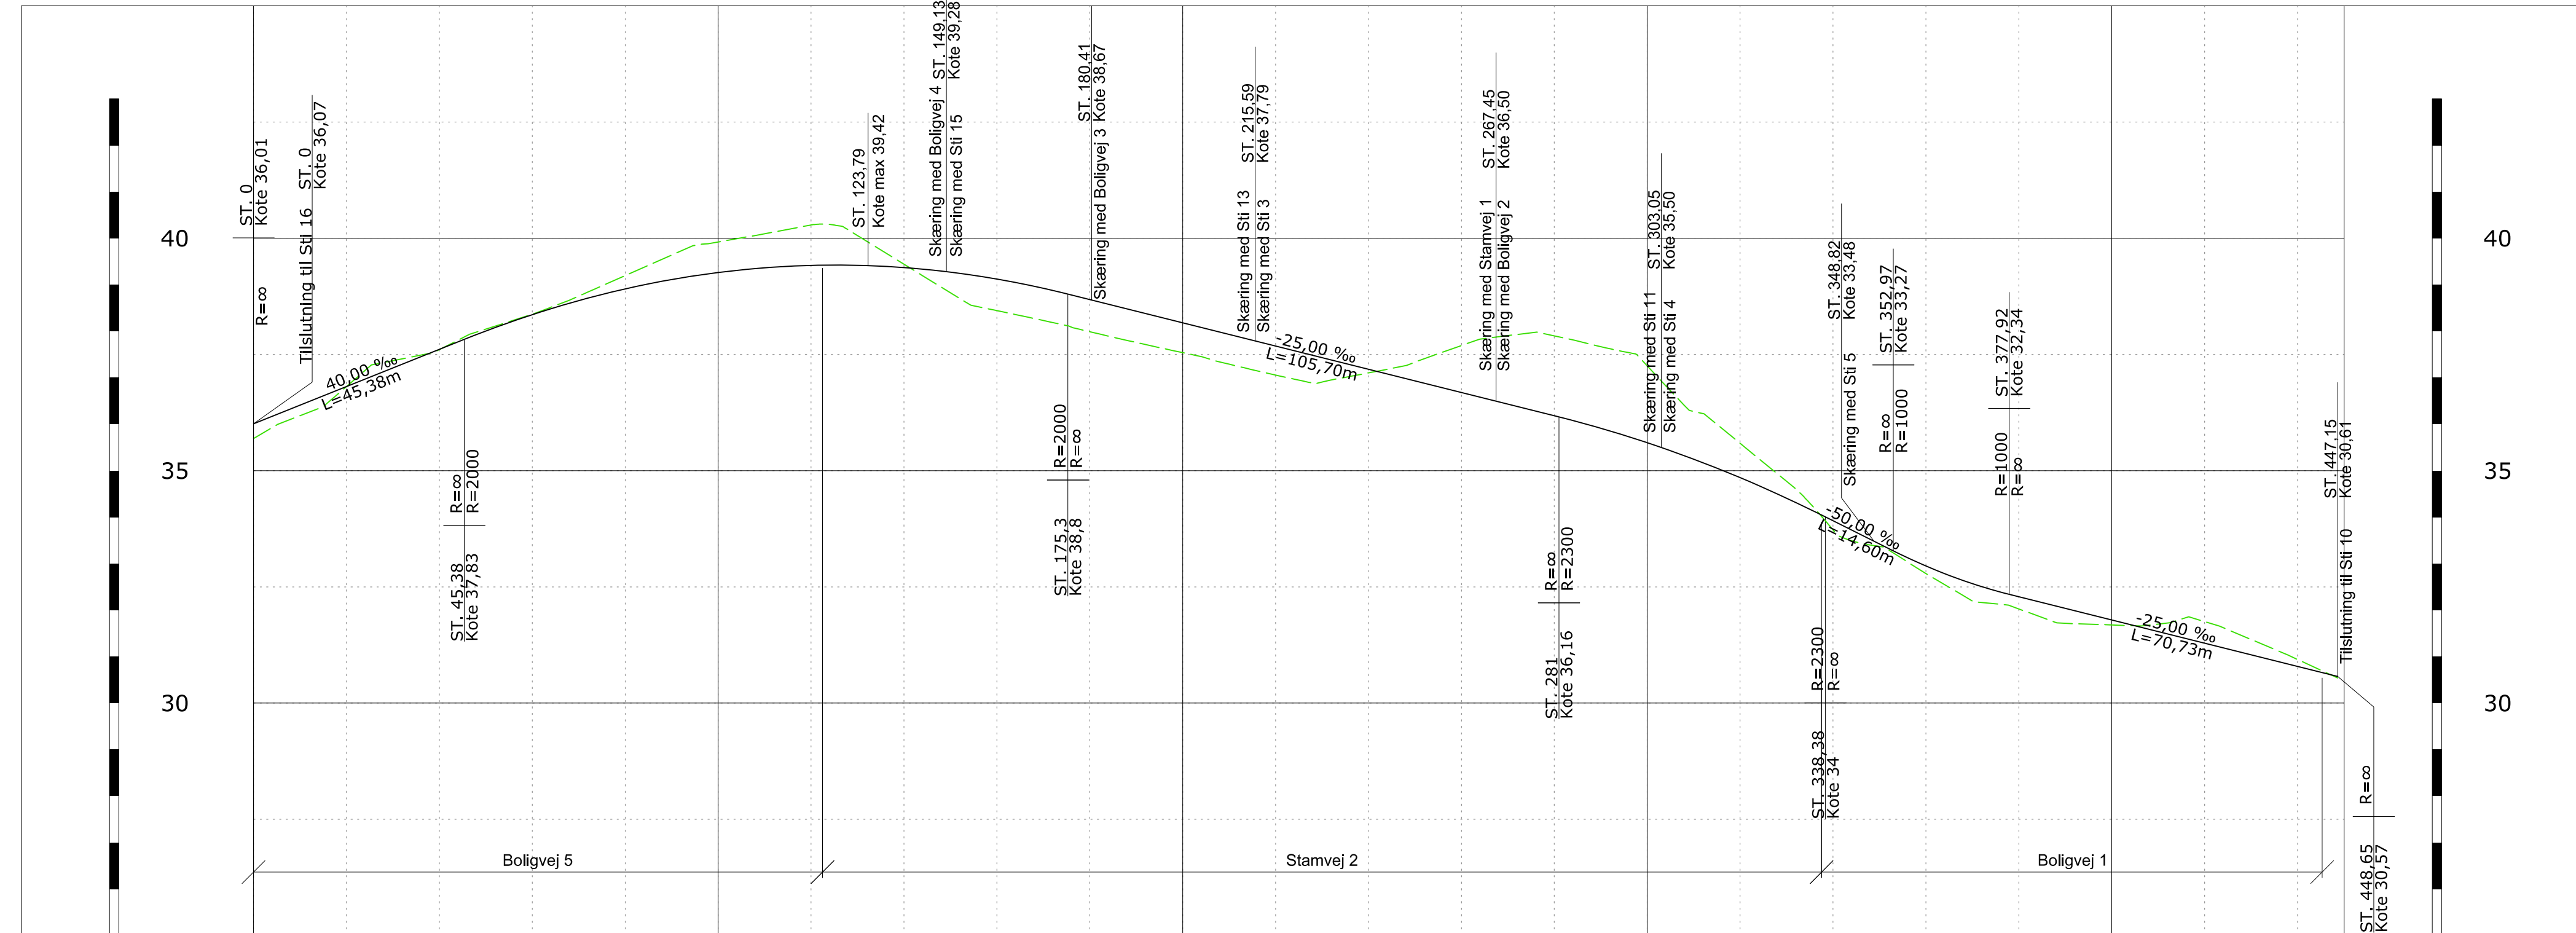 ST. 0
Kote 36,01
R=∞
Tilslutning til Sti 16 ST. 0
Kote 36,07
40,00 ‰
L=45,38m
R=∞
R=2000
ST. 45,38
Kote 37,83
ST. 123,79
Kote max 39,42
Skæring med Boligvej 4 ST. 149,13
Skæring med Sti 15 Kote 39,28
R=2000
R=∞
ST. 175,3
Kote 38,8
ST. 180,41
Skæring med Boligvej 3 Kote 38,67
Skæring med Sti 13 ST. 215,59
Skæring med Sti 3 Kote 37,79
-25,00 ‰
L=105,70m
Skæring med Stamvej 1 ST. 267,45
Skæring med Boligvej 2 Kote 36,50
R=∞
R=2300
ST. 281
Kote 36,16
Skæring med Sti 11 ST. 303,05
Skæring med Sti 4 Kote 35,50
R=2300
R=∞
ST. 338,38
Kote 34
-50,00 ‰
L=14,60m
ST. 348,82
Skæring med Sti 5 Kote 33,48
R=∞ ST. 352,97
R=1000 Kote 33,27
R=1000 ST. 377,92
R=∞ Kote 32,34
-25,00 ‰
L=70,73m
ST. 447,15
Tilslutning til Sti 10 Kote 30,61
R=∞
ST. 448,65
Kote 30,57
40
40
35
35
30
30
Boligvej 5
Stamvej 2
Boligvej 1